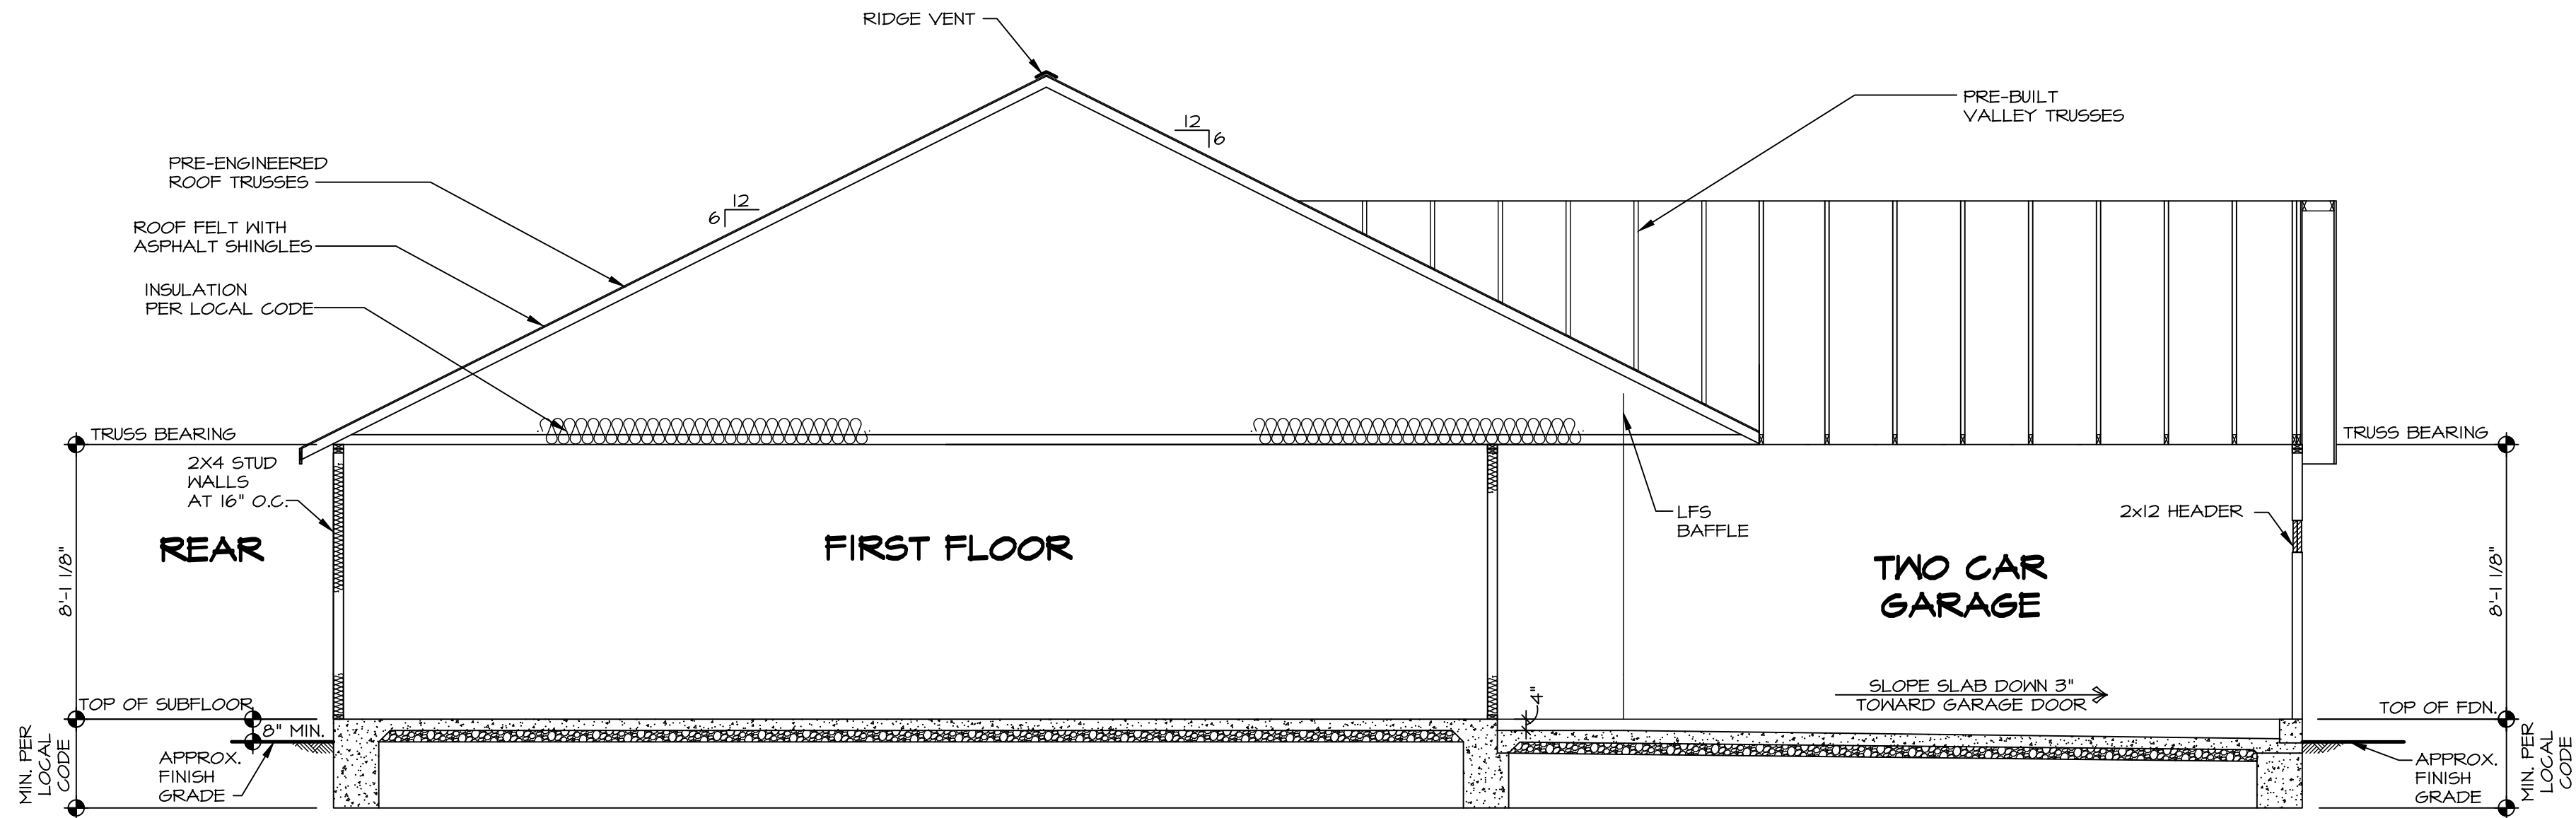 RIDGE VENT
PRE-BUILT
VALLEY TRUSSES
12
6
PRE-ENGINEERED
ROOF TRUSSES
12
6
ROOF FELT WITH
ASPHALT SHINGLES
INSULATION
PER LOCAL CODE
TRUSS BEARING
TRUSS BEARING
2X4 STUD
WALLS
AT 16" O.C.
LFS
BAFFLE
2x12 HEADER
REAR
FIRST FLOOR
TWO CAR
GARAGE
8'-1 1/8"
8'-1 1/8"
SLOPE SLAB DOWN 3"
TOWARD GARAGE DOOR
4"
TOP OF SUBFLOOR
TOP OF FDN.
8" MIN.
APPROX.
FINISH
GRADE
APPROX.
FINISH
GRADE
MIN. PER
LOCAL
CODE
MIN. PER
LOCAL
CODE